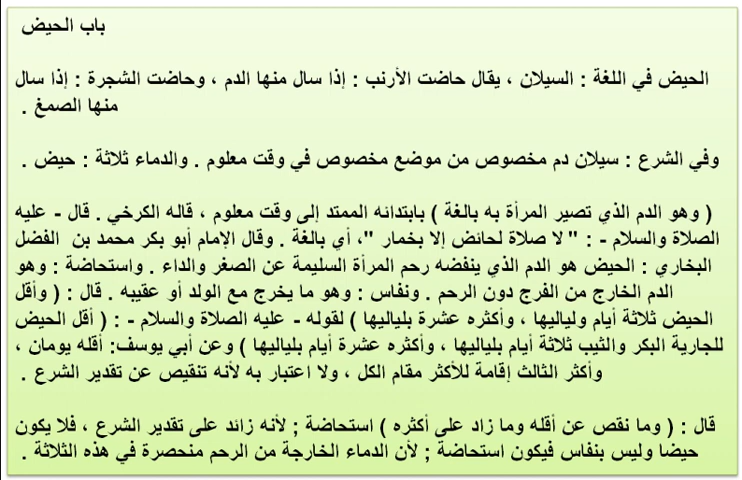 باب الحيض
الحيض في اللغة : السيلان ، يقال حاضت الأرنب : إذا سال منها الدم ، وحاضت الشجرة : إذا سال
منها الصمغ .
وفي الشرع : سيلان دم مخصوص من موضع مخصوص في وقت معلوم . والدماء ثلاثة : حيض .
( وهو الدم الذي تصير المرأة به بالغة ) بابتدائه الممتد إلى وقت معلوم ، قاله الكرخي . قال - عليه
الصلاة والسلام - : " لا صلاة لحائض إلا بخمار "، أي بالغة . وقال الإمام أبو بكر محمد بن الفضل
البخاري : الحيض هو الدم الذي ينفضه رحم المرأة السليمة عن الصغر والداء . واستحاضة : وهو
الدم الخارج من الفرج دون الرحم . ونفاس : وهو ما يخرج مع الولد أو عقيبه . قال : ( وأقل
الحيض ثلاثة أيام ولياليها ، وأكثره عشرة بلياليها ) لقوله - عليه الصلاة والسلام - : ( أقل الحيض
للجارية البكر والثيب ثلاثة أيام بلياليها ، وأكثره عشرة أيام بلياليها ) وعن أبي يوسف: أقله يومان ،
وأكثر الثالث إقامة للأكثر مقام الكل ، ولا اعتبار به لأنه تنقيص عن تقدير الشرع .
قال : ( وما نقص عن أقله وما زاد على أكثره ) استحاضة ; لأنه زائد على تقدير الشرع ، فلا يكون
حيضا وليس بنفاس فيكون استحاضة ; لأن الدماء الخارجة من الرحم منحصرة في هذه الثلاثة .